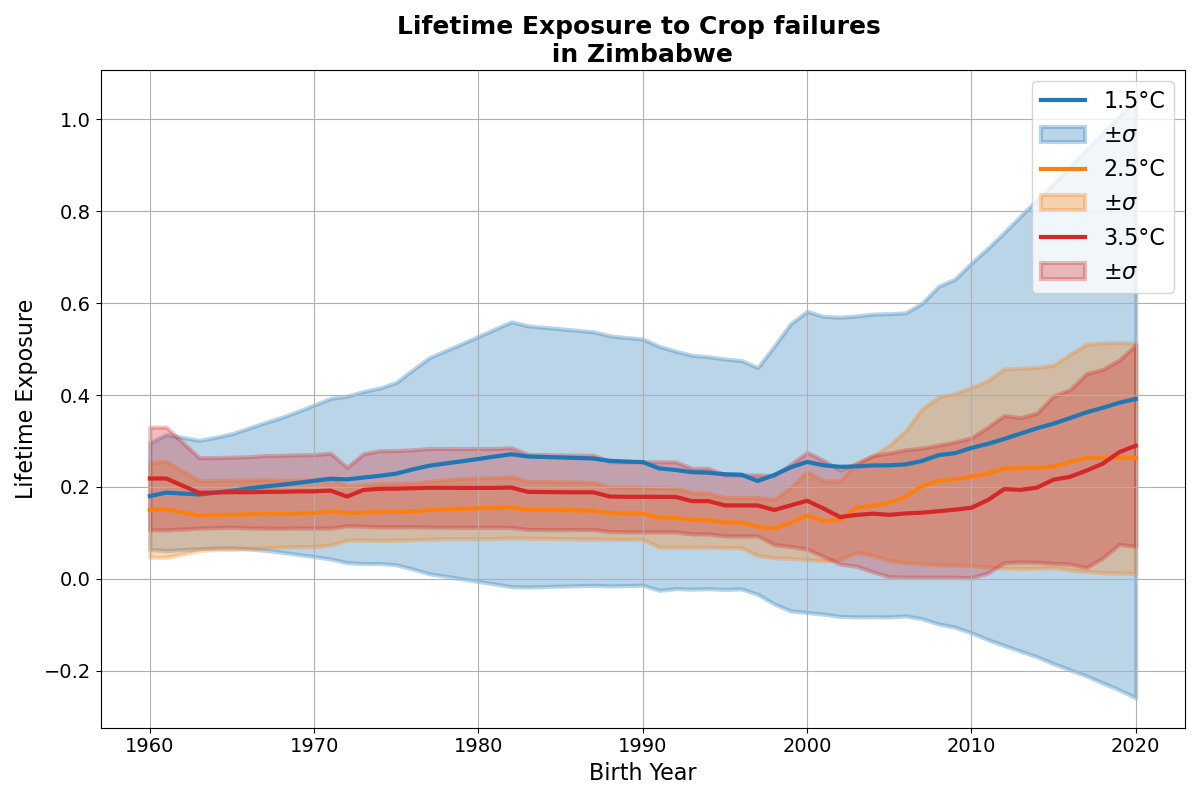 Lifetime Exposure to Crop failures
in Zimbabwe
1.5°C
±σ
2.5°C
±σ
3.5°C
±σ
Lifetime Exposure
1.0
0.8
0.6
0.4
0.2
0.0
−0.2
1960 1970 1980 1990 2000 2010 2020
Birth Year